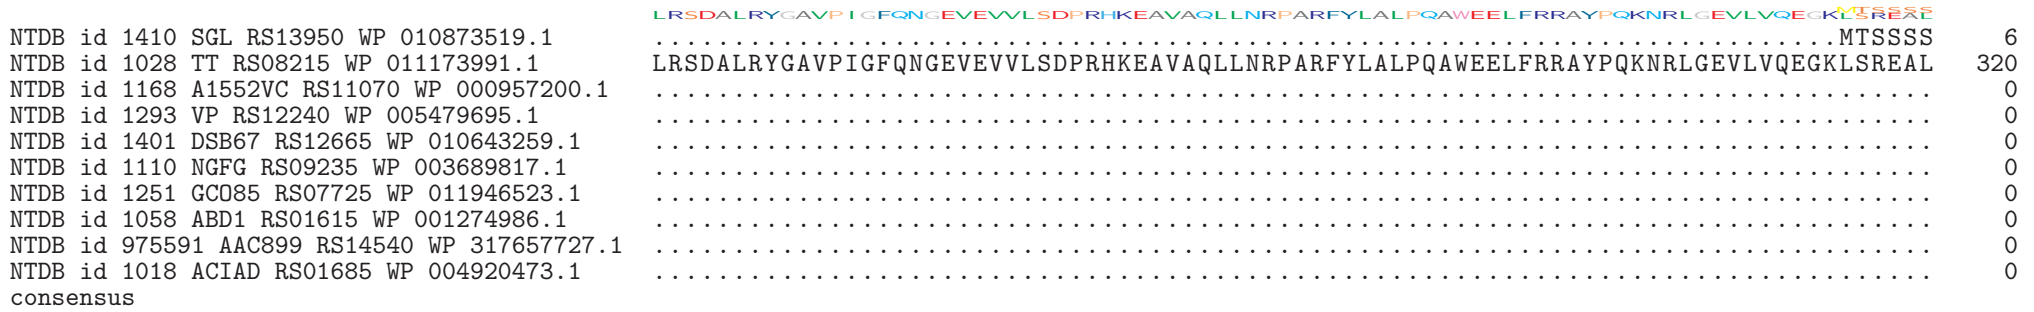 LRSDALRYGAVPIGFQNGEVEVVLSDPRHKEAVAQLLNRPARFYLALPQAWEELFRRAYPQKNRLGEVLVQEGKLSREAL
NTDB id 1410 SGL RS13950 WP 010873519.1 ..........................................................................MTSSSS 6
NTDB id 1028 TT RS08215 WP 011173991.1 LRSDALRYGAVPIGFQNGEVEVVLSDPRHKEAVAQLLNRPARFYLALPQAWEELFRRAYPQKNRLGEVLVQEGKLSREAL 320
NTDB id 1168 A1552VC RS11070 WP 000957200.1 ................................................................................ 0
NTDB id 1293 VP RS12240 WP 005479695.1 ................................................................................ 0
NTDB id 1401 DSB67 RS12665 WP 010643259.1 ................................................................................ 0
NTDB id 1110 NGFG RS09235 WP 003689817.1 ................................................................................ 0
NTDB id 1251 GCO85 RS07725 WP 011946523.1 ................................................................................ 0
NTDB id 1058 ABD1 RS01615 WP 001274986.1 ................................................................................ 0
NTDB id 975591 AAC899 RS14540 WP 317657727.1 ................................................................................ 0
NTDB id 1018 ACIAD RS01685 WP 004920473.1 ................................................................................ 0
consensus